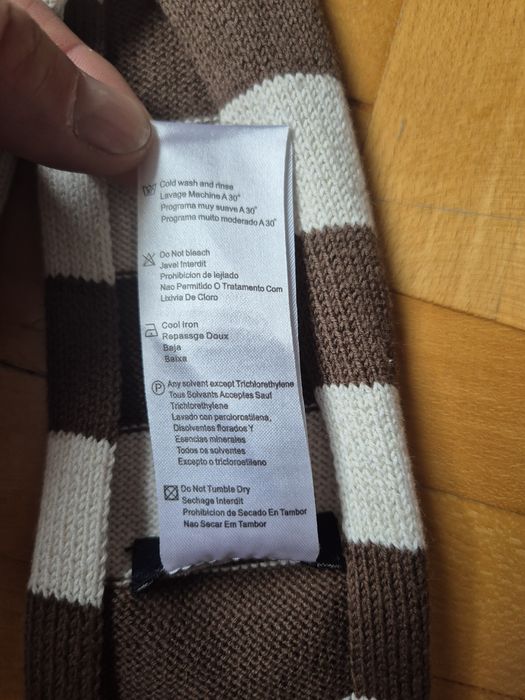 Cold wash and rinse
Lavage Machine A 30°
Programa muy suave A 30°
Programa muito moderado A 30°
Do Not bleach
Javel Interdit
Prohibicion de lejiado
Nao Permitido O Tratamento Com
Lixivia De Cloro
Cool iron
Repassge Doux
Baja
Baixa
P
Any solvent except Trichlorethylene
Tous Solvants Acceptes Sauf
Trichlorethylene
Lavado con percloroetilena,
Disolventes florados Y
Esencias minerales
Todos os solventes
Excepto o tricloroetileno
Do Not Tumble Dry
Sechage Interdit
Prohibicion de Secado En Tambor
Nao Secar Em Tambor